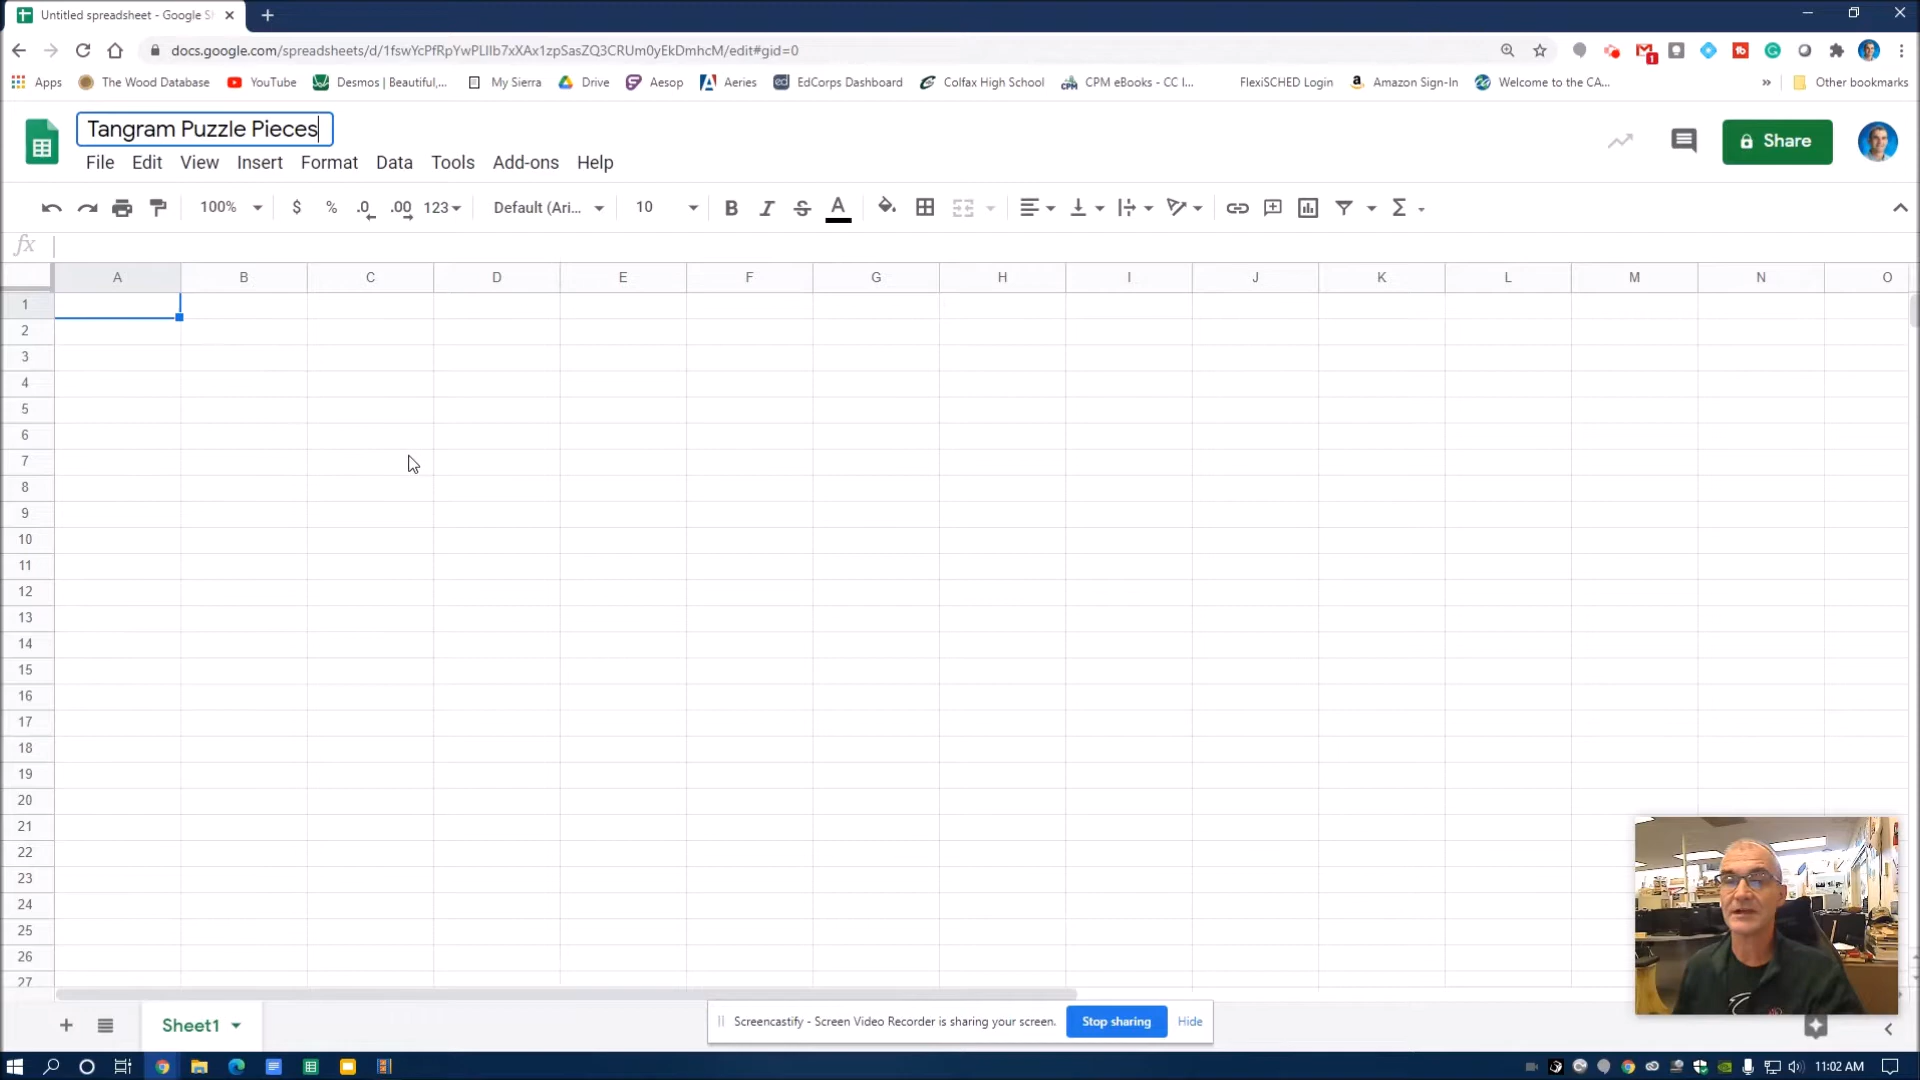 Untitled spreadsheet - Google S
docs.google.com/spreadsheets/d/1fswYcPfRpYwPLIIb7xXAx1zpSasZQ3CRUm0yEkDmhcM/edit#gid=0
1
Apps The Wood Database YouTube Desmos | Beautiful,... My Sierra Drive Aesop Aeries EdCorps Dashboard Colfax High School CPM eBooks - CC I... FlexiSCHED Login Amazon Sign-In Welcome to the CA... » Other bookmarks
Tangram Puzzle Pieces
Share
File Edit View Insert Format Data Tools Add-ons Help
100% $ % .0 .00 123 Default (Ari... 10 B I S A Σ
fx
A B C D E F G H I J K L M N O
1
2
3
4
5
6
7
8
9
10
11
12
13
14
15
16
17
18
19
20
21
22
23
24
25
26
27
Sheet1
Screencastify - Screen Video Recorder is sharing your screen. Stop sharing Hide
11:02 AM